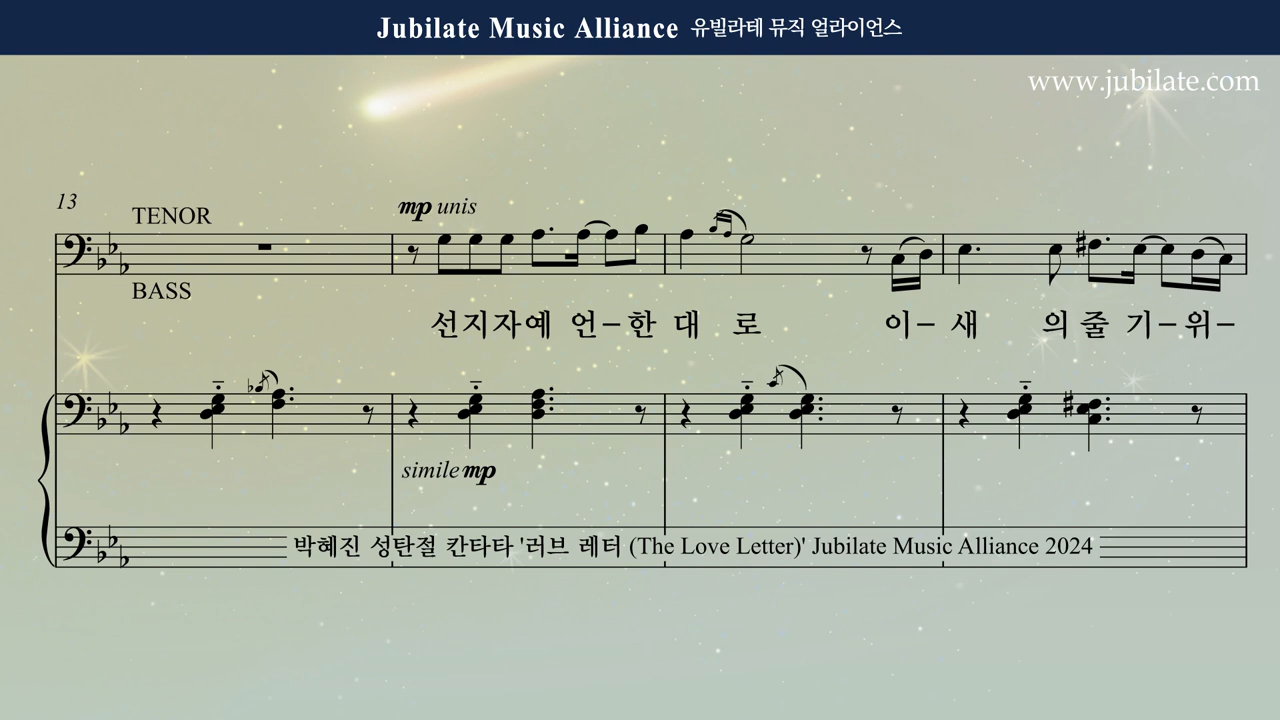 Jubilate Music Alliance 유빌라테 뮤직 얼라이언스
www.jubilate.com
13
TENOR
mp unis
BASS
선지자예 언-한 대 로 이- 새 의 줄 기-위-
simile mp
박혜진 성탄절 칸타타 '러브 레터 (The Love Letter)' Jubilate Music Alliance 2024